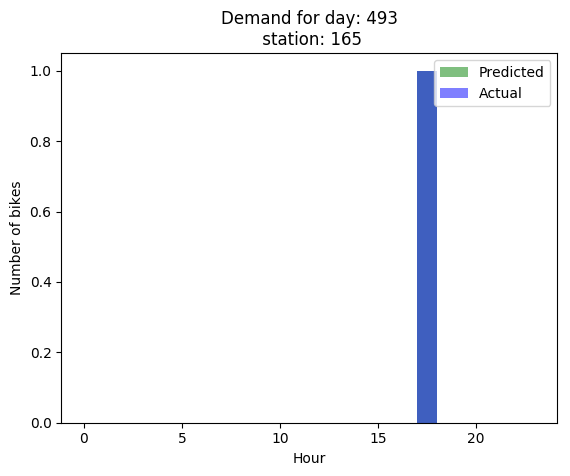 Demand for day: 493
station: 165
Predicted
Actual
1.0
0.8
0.6
0.4
0.2
0.0
Number of bikes
0 5 10 15 20
Hour